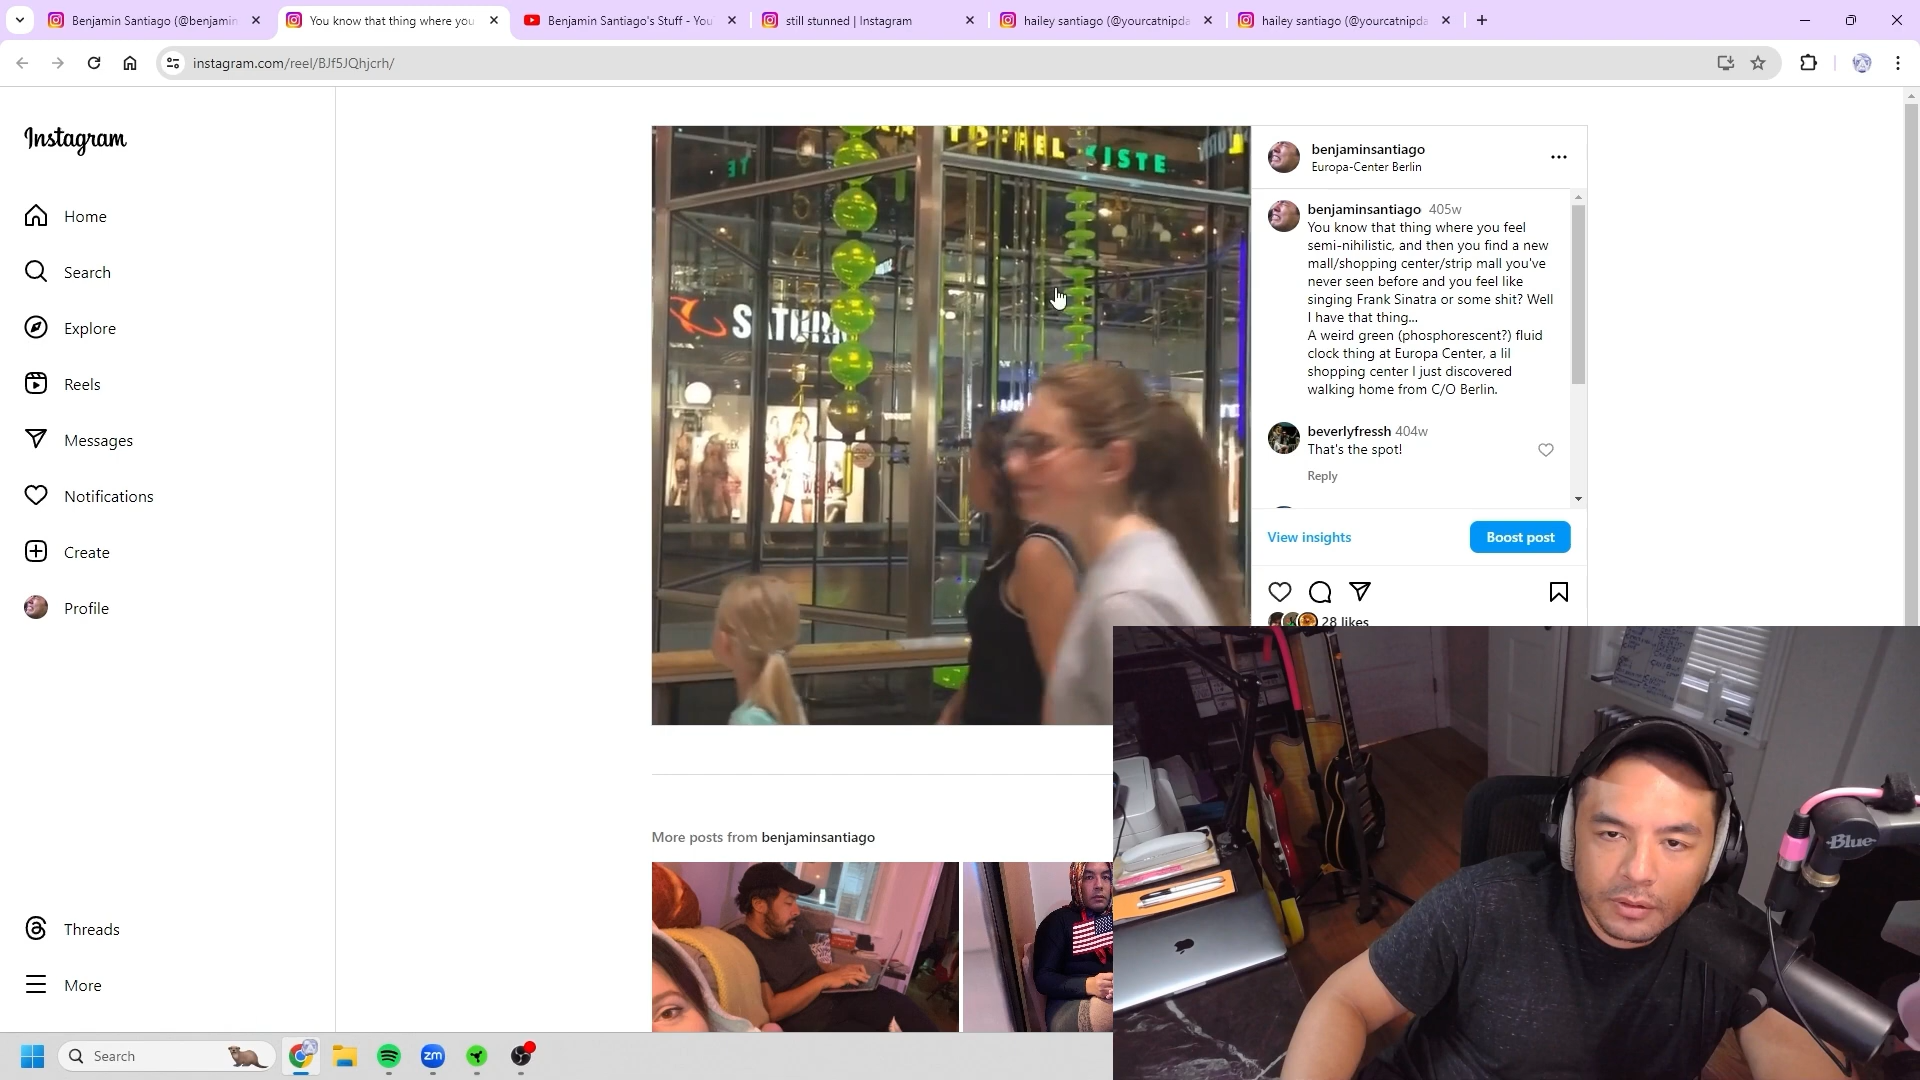 Benjamin Santiago (@benjamin
You know that thing where you
Benjamin Santiago's Stuff - You
still stunned | Instagram
hailey santiago (@yourcatnipda
hailey santiago (@yourcatnipda
instagram.com/reel/BJf5JQhjcrh/
Instagram
Home
Search
Explore
Reels
Messages
Notifications
Create
Profile
Threads
More
TOFFEL KISTE
SATURN
benjaminsantiago
Europa-Center Berlin
benjaminsantiago 405w
You know that thing where you feel
semi-nihilistic, and then you find a new
mall/shopping center/strip mall you've
never seen before and you feel like
singing Frank Sinatra or some shit? Well
I have that thing...
A weird green (phosphorescent?) fluid
clock thing at Europa Center, a lil
shopping center I just discovered
walking home from C/O Berlin.
beverlyfressh 404w
That's the spot!
Reply
View insights
Boost post
28 likes
More posts from benjaminsantiago
Blue
Search
zm